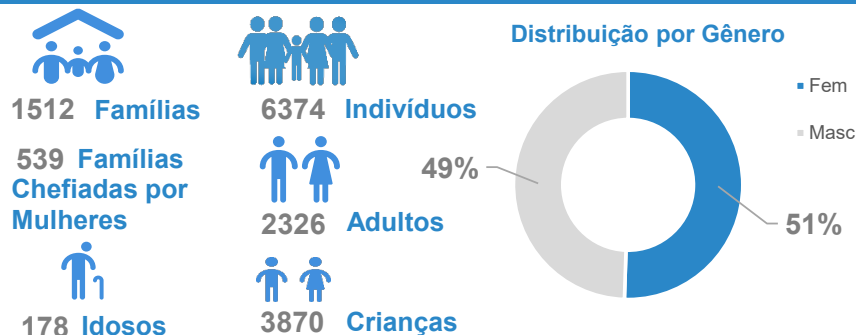 1512 Famílias
539 Famílias
Chefiadas por
Mulheres
178 Idosos
6374 Indivíduos
2326 Adultos
3870 Crianças
Distribuição por Gênero
Fem
Masc
49%
51%